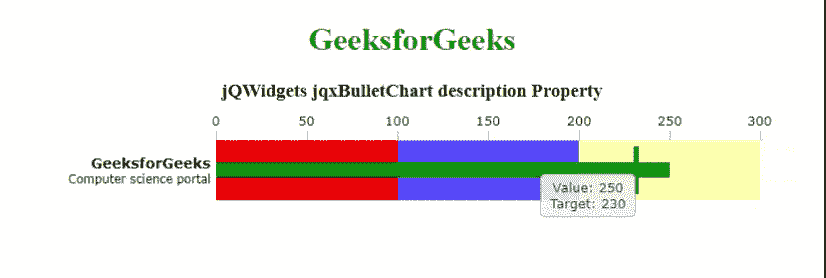 GeeksforGeeks
jQWidgets jqxBulletChart description Property
0 50 100 150 200 250 300
GeeksforGeeks
Computer science portal
Value: 250
Target: 230